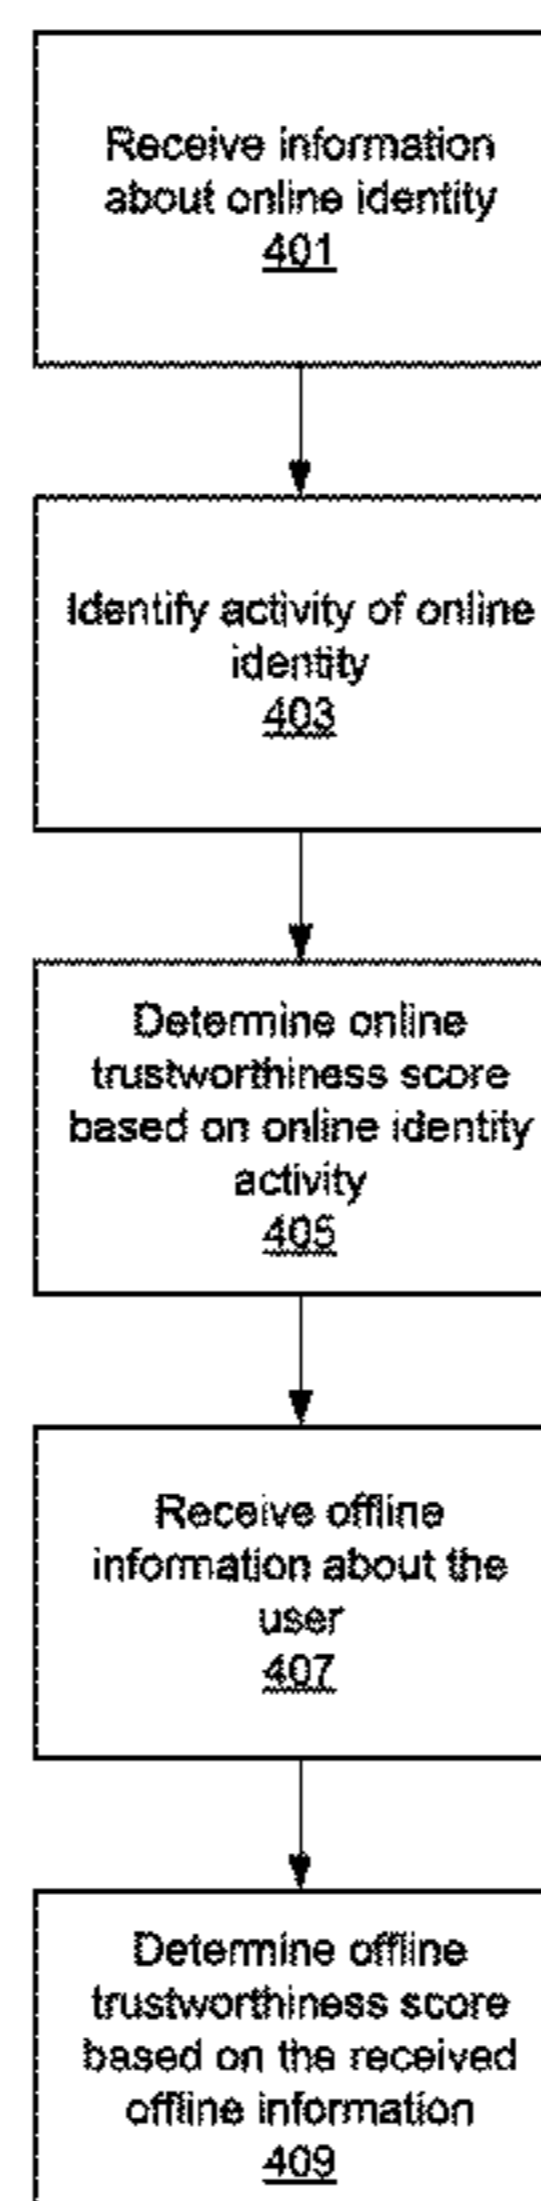 Receive information
about online identity
401
Identify activity of online
identity
403
Determine online
trustworthiness score
based on online identity
activity
405
Receive offline
information about the
user
407
Determine offline
trustworthiness score
based on the received
offline information
409